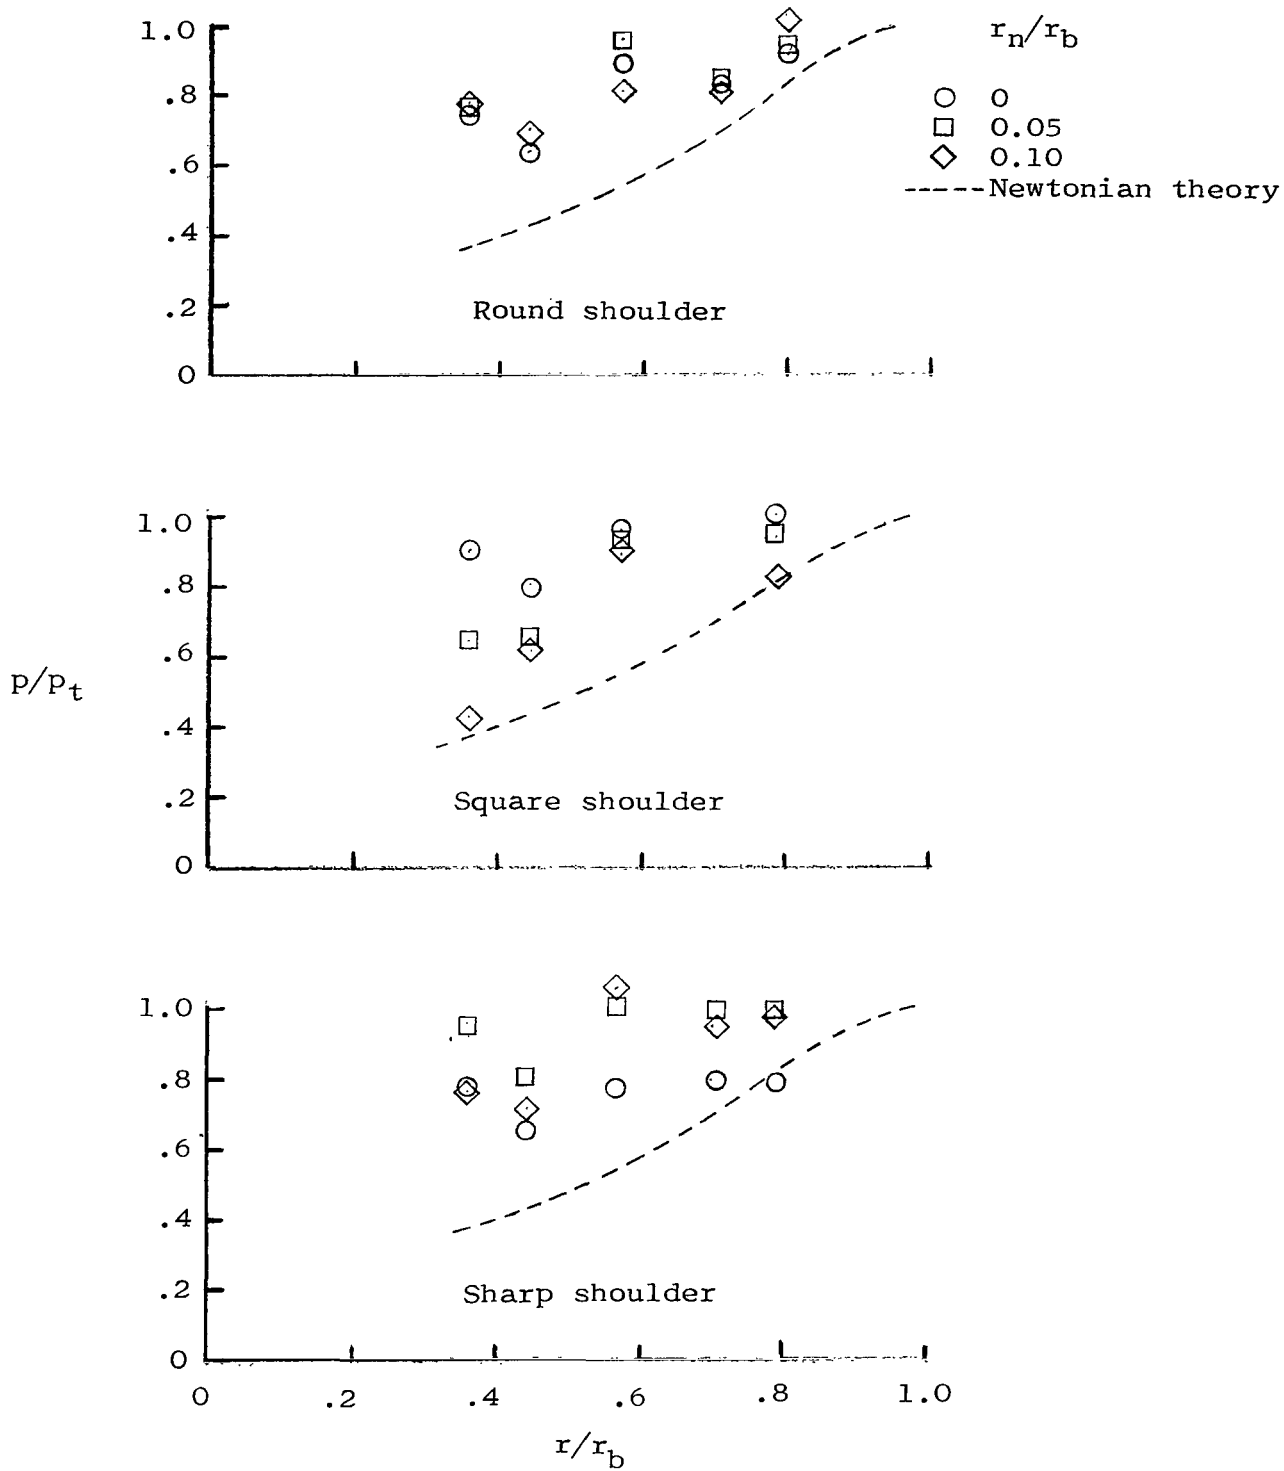 r_n/r_b
0
0.05
0.10
Newtonian theory
1.0
.8
.6
.4
.2
0
Round shoulder
p/p_t
1.0
.8
.6
.4
.2
0
Square shoulder
1.0
.8
.6
.4
.2
0
Sharp shoulder
0 .2 .4 .6 .8 1.0
r/r_b